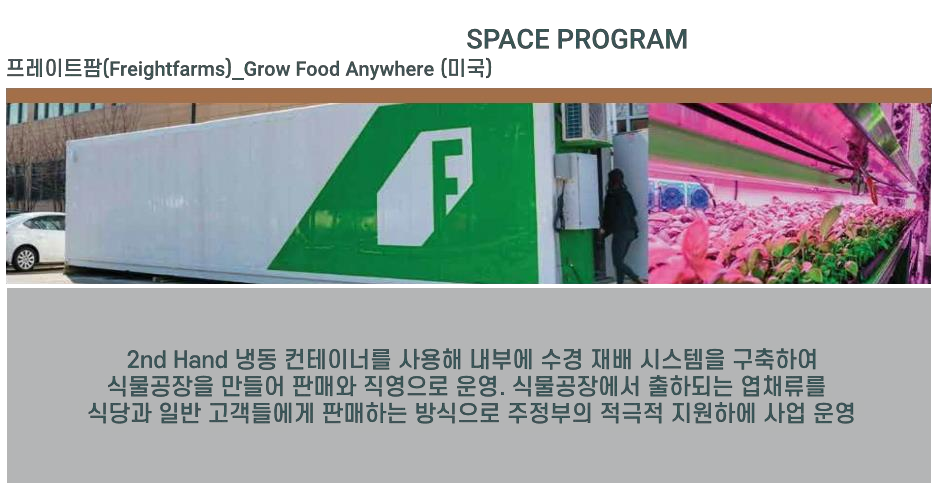 SPACE PROGRAM
프레이트팜(Freightfarms)_Grow Food Anywhere (미국)
F
2nd Hand 냉동 컨테이너를 사용해 내부에 수경 재배 시스템을 구축하여
식물공장을 만들어 판매와 직영으로 운영. 식물공장에서 출하되는 엽채류를
식당과 일반 고객들에게 판매하는 방식으로 주정부의 적극적 지원하에 사업 운영